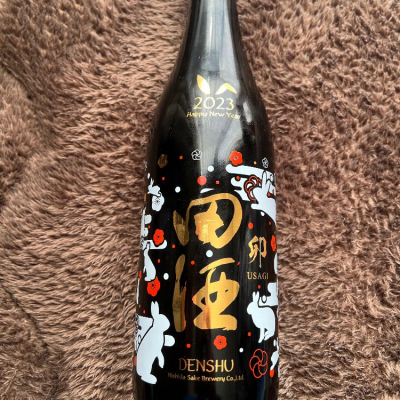 2023
Happy New Year
田酒
卯
USAGI
DENSHU
Nishida Sake Brewery Co.,Ltd